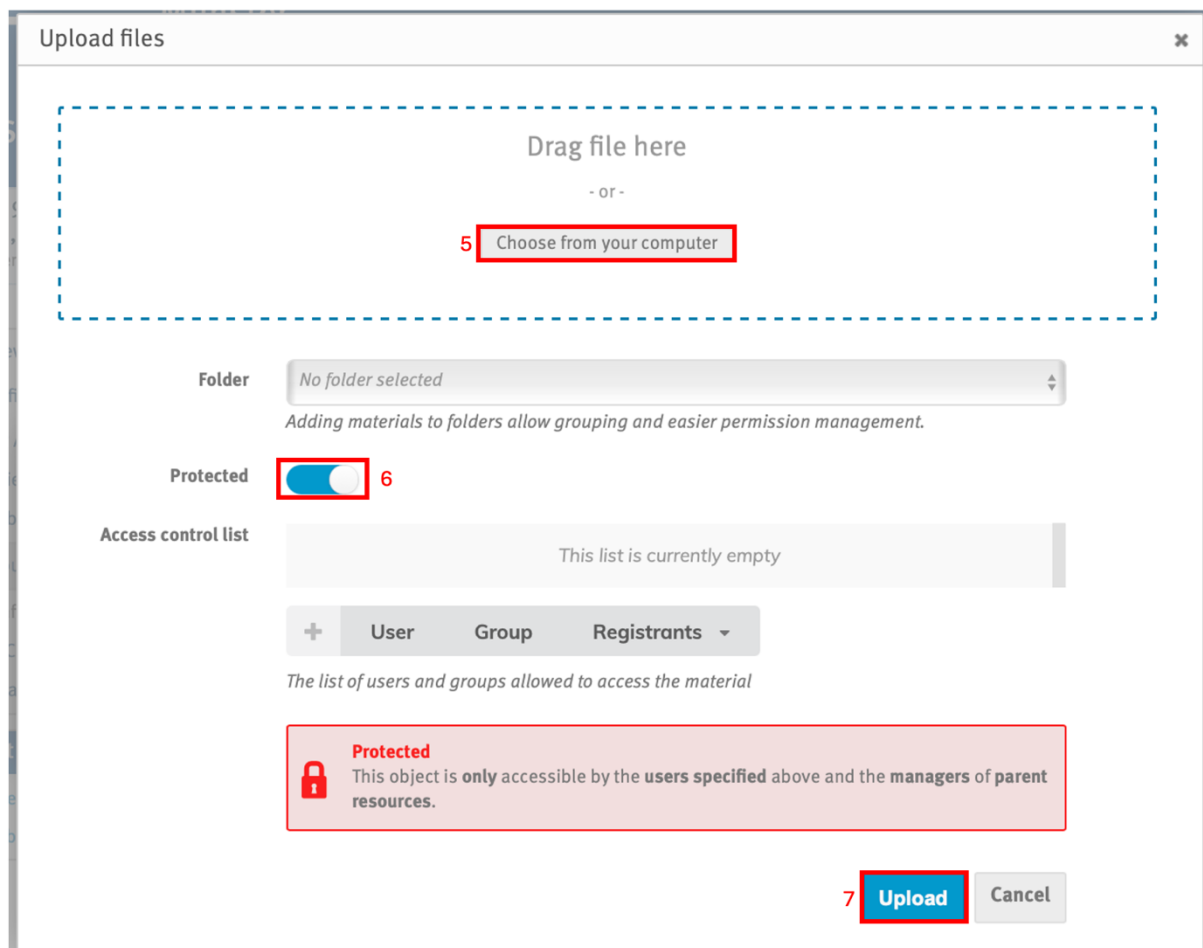 Upload files
Drag file here
- or -
5 Choose from your computer
Folder No folder selected
Adding materials to folders allow grouping and easier permission management.
Protected 6
Access control list This list is currently empty
User Group Registrants
The list of users and groups allowed to access the material
Protected
This object is only accessible by the users specified above and the managers of parent
resources.
7 Upload Cancel